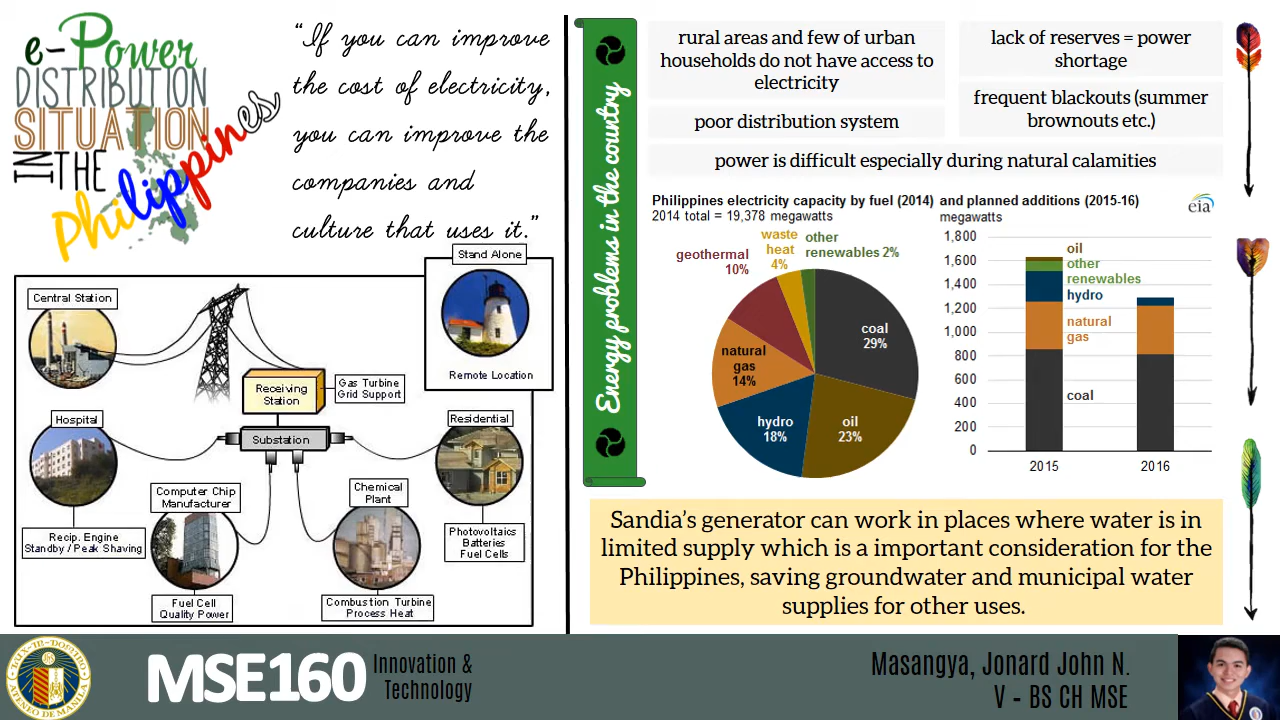 e-Power
DISTRIBUTION
SITUATION
IN THE
Philippines
“If you can improve
the cost of electricity,
you can improve the
companies and
culture that uses it.”
Stand Alone
Remote Location
Central Station
Receiving
Station
Gas Turbine
Grid Support
Hospital
Substation
Residential
Recip. Engine
Standby / Peak Shaving
Computer Chip
Manufacturer
Chemical
Plant
Photovoltaics
Batteries
Fuel Cells
Fuel Cell
Quality Power
Combustion Turbine
Process Heat
Energy problems in the country
rural areas and few of urban
households do not have access to
electricity
lack of reserves = power
shortage
poor distribution system
frequent blackouts (summer
brownouts etc.)
power is difficult especially during natural calamities
Philippines electricity capacity by fuel (2014) and planned additions (2015-16)
2014 total = 19,378 megawatts
megawatts
eia
geothermal
10%
waste
heat
4%
other
renewables 2%
coal
29%
natural
gas
14%
hydro
18%
oil
23%
1,800
1,600
1,400
1,200
1,000
800
600
400
200
0
oil
other
renewables
hydro
natural
gas
coal
2015
2016
Sandia’s generator can work in places where water is in
limited supply which is a important consideration for the
Philippines, saving groundwater and municipal water
supplies for other uses.
LUX-IN-DOMINO
ATENEO DE MANILA
MSE160
Innovation &
Technology
Masangya, Jonard John N.
V – BS CH MSE